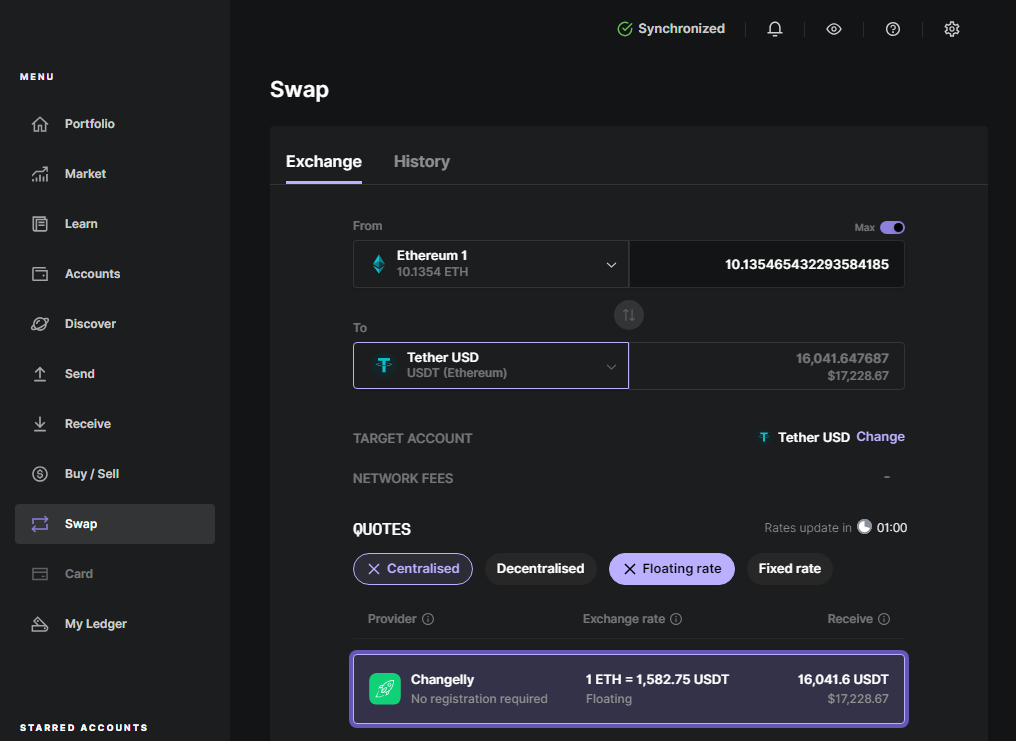 Synchronized
MENU
Portfolio
Market
Learn
Accounts
Discover
Send
Receive
Buy / Sell
Swap
Card
My Ledger
STARRED ACCOUNTS
Swap
Exchange History
From Max
Ethereum 1
10.1354 ETH
10.135465432293584185
To
Tether USD
USDT (Ethereum)
16,041.647687
$17,228.67
TARGET ACCOUNT Tether USD Change
NETWORK FEES -
QUOTES Rates update in 01:00
Centralised Decentralised Floating rate Fixed rate
Provider Exchange rate Receive
Changelly 1 ETH = 1,582.75 USDT 16,041.6 USDT
No registration required Floating $17,228.67